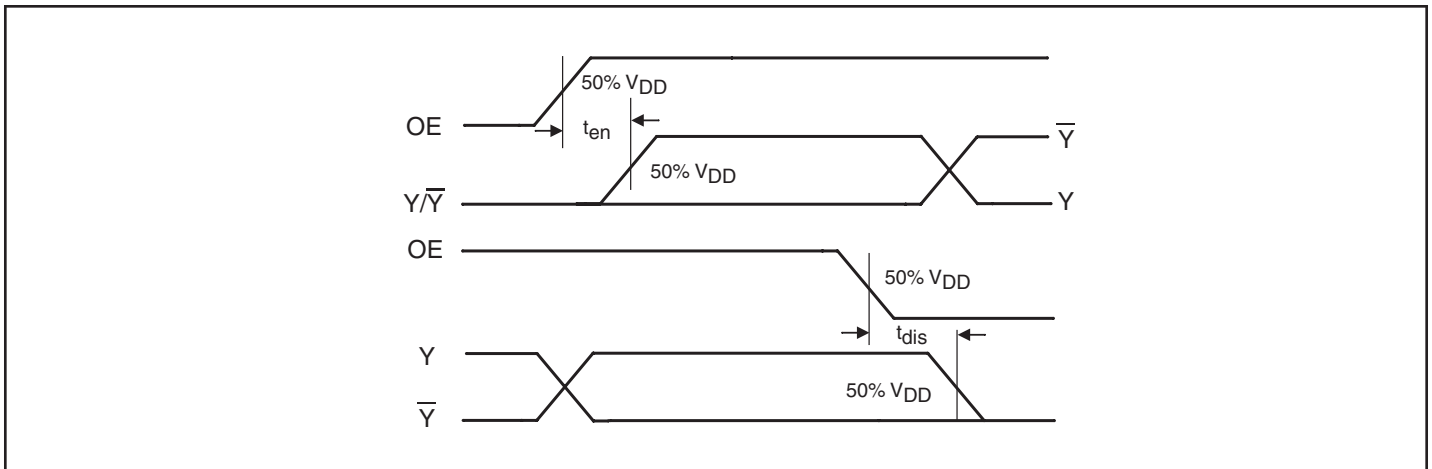 50% VDD
OE
ten
Y̅
50% VDD
Y/Y̅
Y
OE
50% VDD
tdis
Y
50% VDD
Y̅